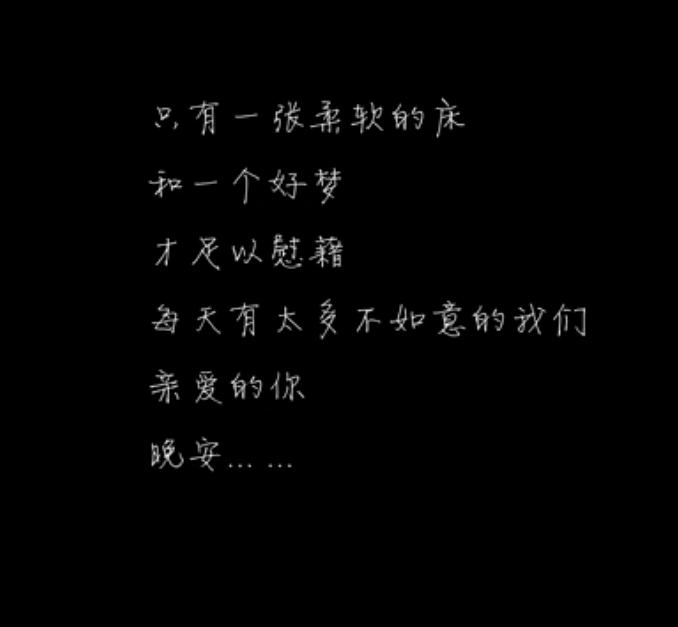 只有一张柔软的床
和一个好梦
才足以慰藉
每天有太多不如意的我们
亲爱的你
晚安... ...